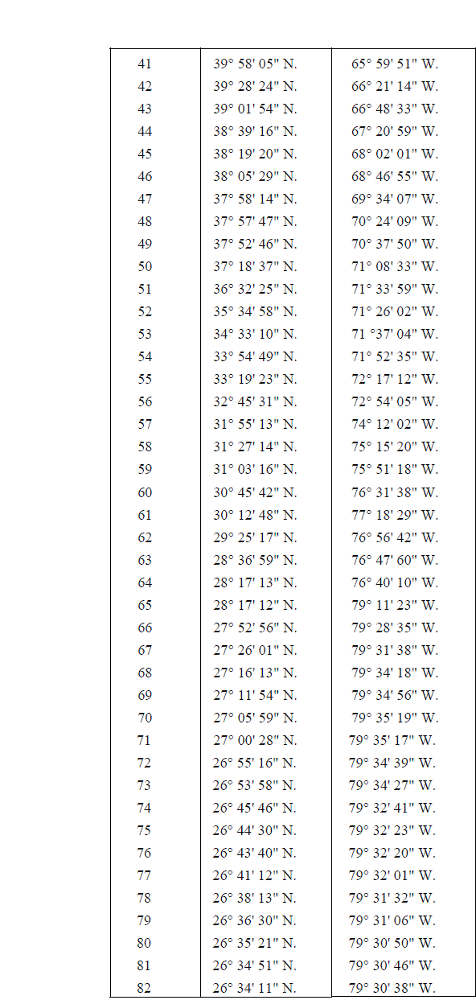 41 39° 58' 05" N. 65° 59' 51" W.
42 39° 28' 24" N. 66° 21' 14" W.
43 39° 01' 54" N. 66° 48' 33" W.
44 38° 39' 16" N. 67° 20' 59" W.
45 38° 19' 20" N. 68° 02' 01" W.
46 38° 05' 29" N. 68° 46' 55" W.
47 37° 58' 14" N. 69° 34' 07" W.
48 37° 57' 47" N. 70° 24' 09" W.
49 37° 52' 46" N. 70° 37' 50" W.
50 37° 18' 37" N. 71° 08' 33" W.
51 36° 32' 25" N. 71° 33' 59" W.
52 35° 34' 58" N. 71° 26' 02" W.
53 34° 33' 10" N. 71 °37' 04" W.
54 33° 54' 49" N. 71° 52' 35" W.
55 33° 19' 23" N. 72° 17' 12" W.
56 32° 45' 31" N. 72° 54' 05" W.
57 31° 55' 13" N. 74° 12' 02" W.
58 31° 27' 14" N. 75° 15' 20" W.
59 31° 03' 16" N. 75° 51' 18" W.
60 30° 45' 42" N. 76° 31' 38" W.
61 30° 12' 48" N. 77° 18' 29" W.
62 29° 25' 17" N. 76° 56' 42" W.
63 28° 36' 59" N. 76° 47' 60" W.
64 28° 17' 13" N. 76° 40' 10" W.
65 28° 17' 12" N. 79° 11' 23" W.
66 27° 52' 56" N. 79° 28' 35" W.
67 27° 26' 01" N. 79° 31' 38" W.
68 27° 16' 13" N. 79° 34' 18" W.
69 27° 11' 54" N. 79° 34' 56" W.
70 27° 05' 59" N. 79° 35' 19" W.
71 27° 00' 28" N. 79° 35' 17" W.
72 26° 55' 16" N. 79° 34' 39" W.
73 26° 53' 58" N. 79° 34' 27" W.
74 26° 45' 46" N. 79° 32' 41" W.
75 26° 44' 30" N. 79° 32' 23" W.
76 26° 43' 40" N. 79° 32' 20" W.
77 26° 41' 12" N. 79° 32' 01" W.
78 26° 38' 13" N. 79° 31' 32" W.
79 26° 36' 30" N. 79° 31' 06" W.
80 26° 35' 21" N. 79° 30' 50" W.
81 26° 34' 51" N. 79° 30' 46" W.
82 26° 34' 11" N. 79° 30' 38" W.